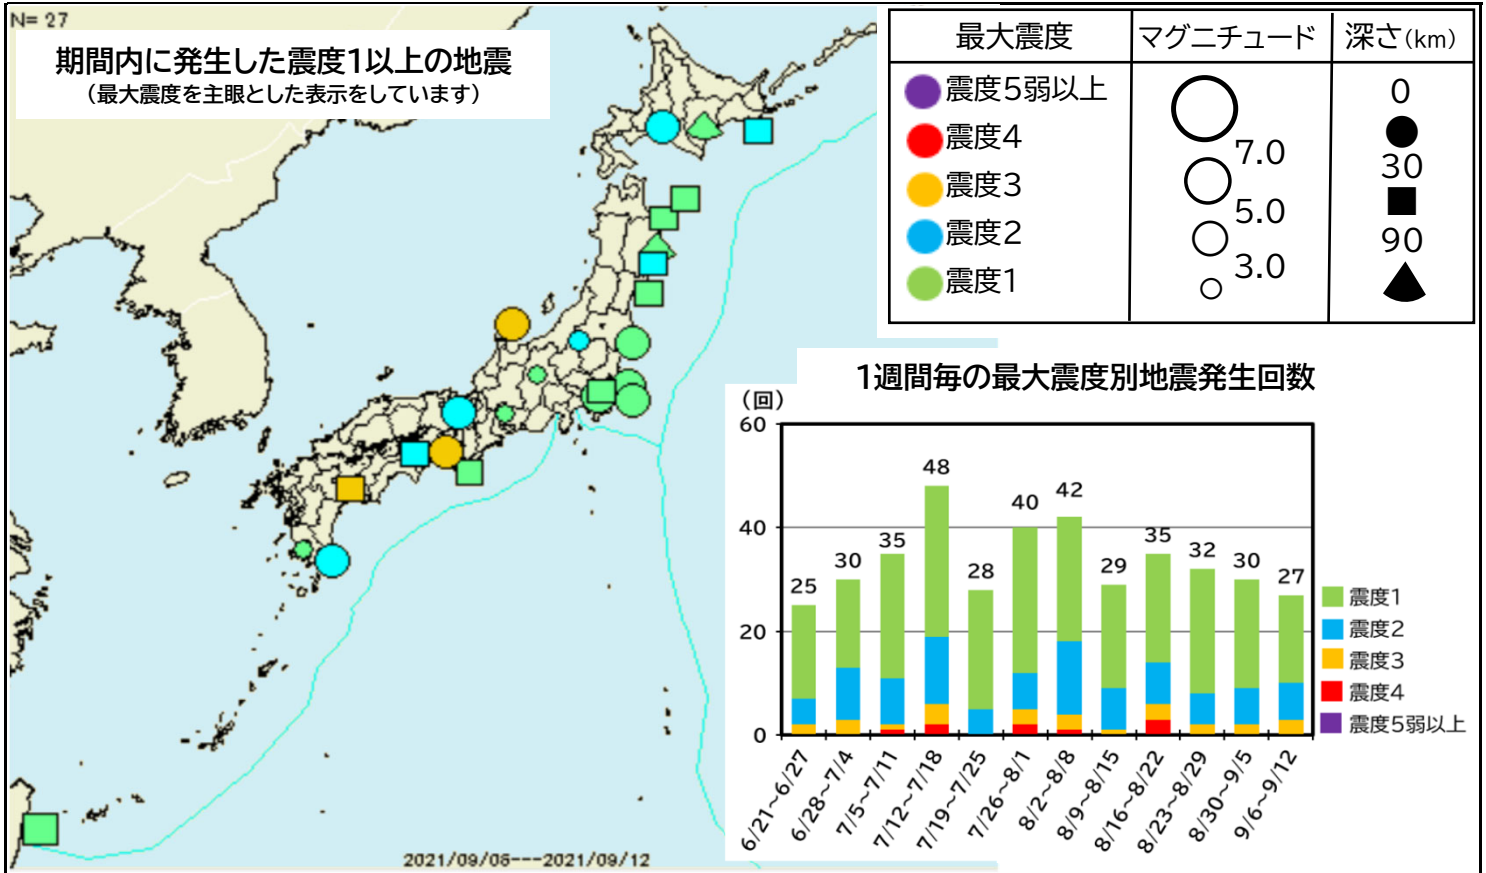 N= 27
期間内に発生した震度1以上の地震
（最大震度を主眼とした表示をしています）
最大震度 マグニチュード 深さ(km)
震度5弱以上
震度4
震度3
震度2
震度1
7.0
5.0
3.0
0
30
90
1週間毎の最大震度別地震発生回数
(回)
60
40
20
0
25 30 35 48 28 40 42 29 35 32 30 27
6/21~6/27
6/28~7/4
7/5~7/11
7/12~7/18
7/19~7/25
7/26~8/1
8/2~8/8
8/9~8/15
8/16~8/22
8/23~8/29
8/30~9/5
9/6~9/12
震度1
震度2
震度3
震度4
震度5弱以上
2021/09/06---2021/09/12